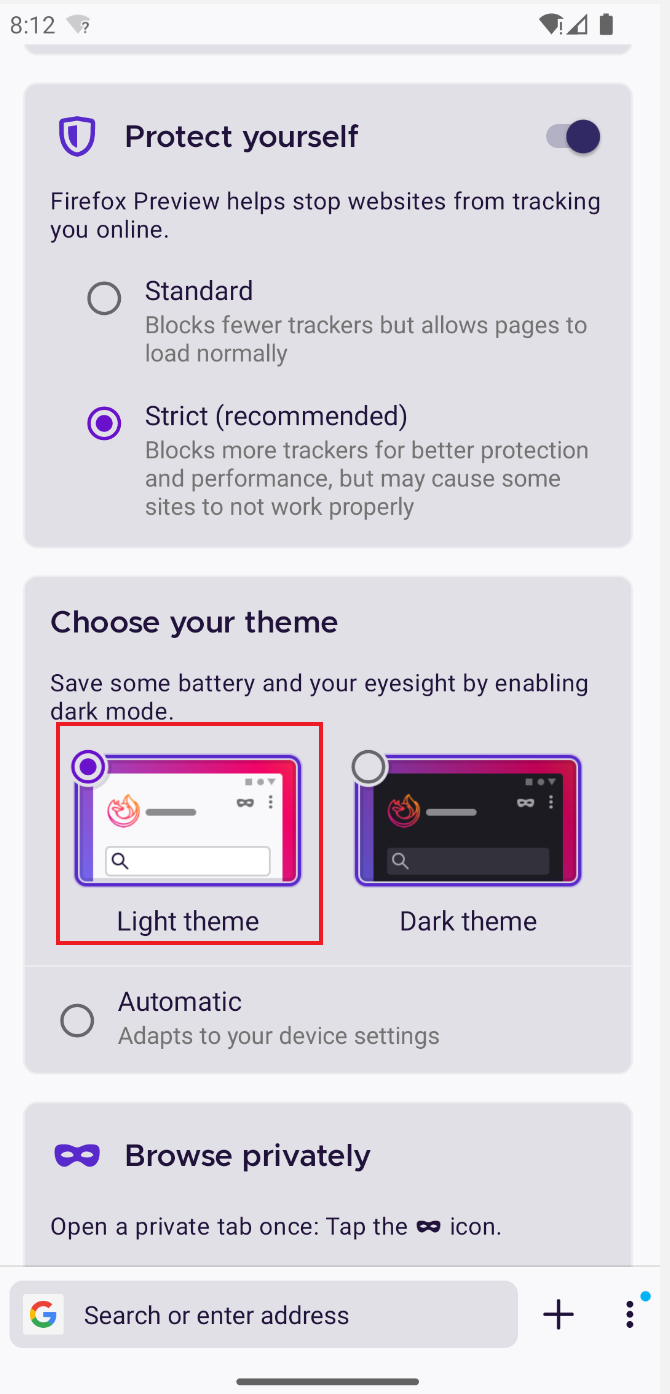 8:12
Protect yourself
Firefox Preview helps stop websites from tracking
you online.
Standard
Blocks fewer trackers but allows pages to
load normally
Strict (recommended)
Blocks more trackers for better protection
and performance, but may cause some
sites to not work properly
Choose your theme
Save some battery and your eyesight by enabling
dark mode.
Light theme
Dark theme
Automatic
Adapts to your device settings
Browse privately
Open a private tab once: Tap the icon.
Search or enter address